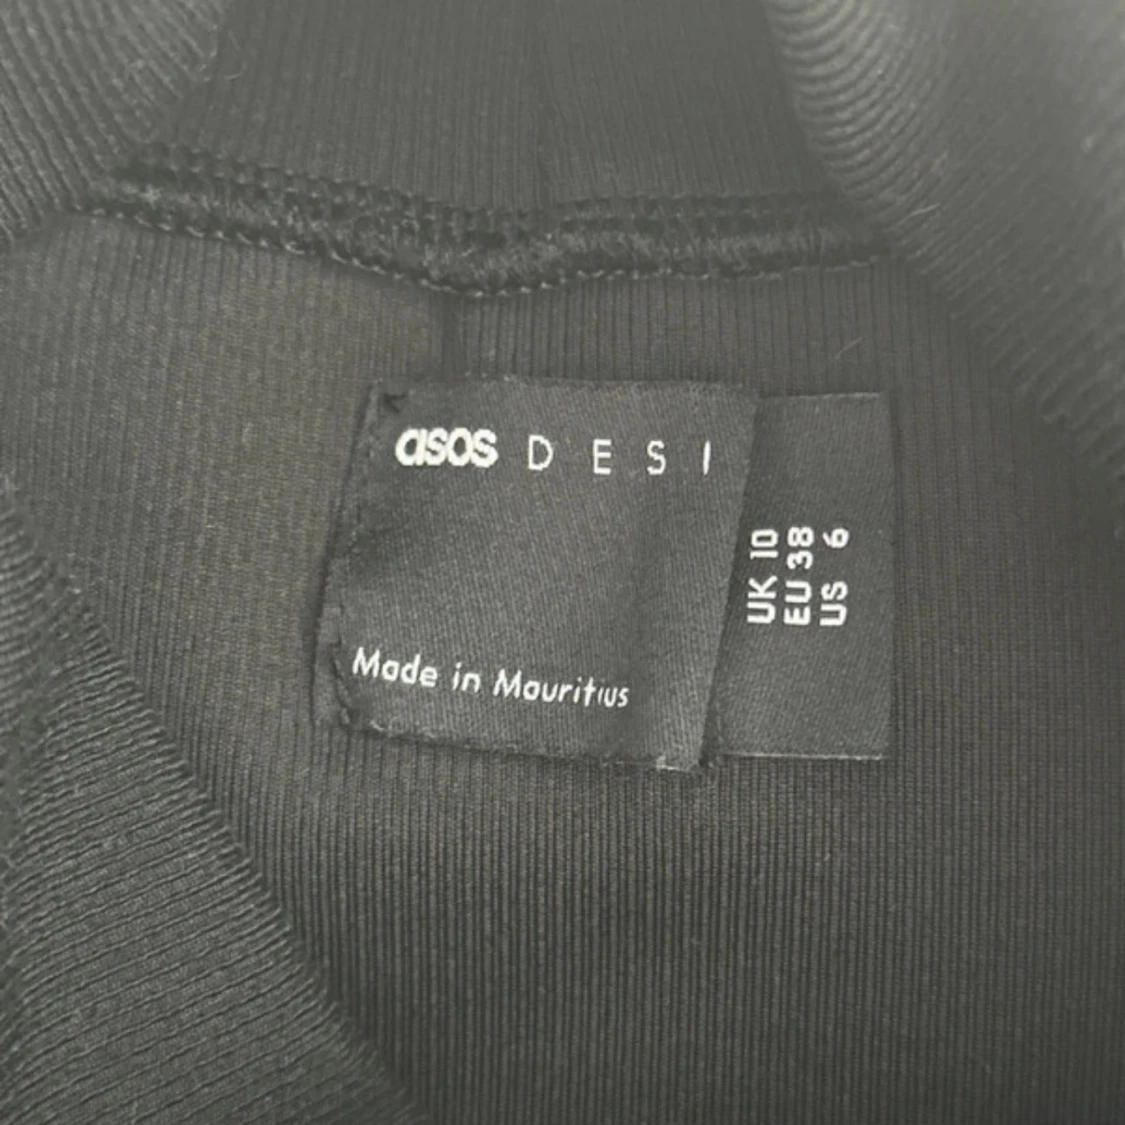 asos DESI
Made in Mauritius
UK 10
EU 38
US 6